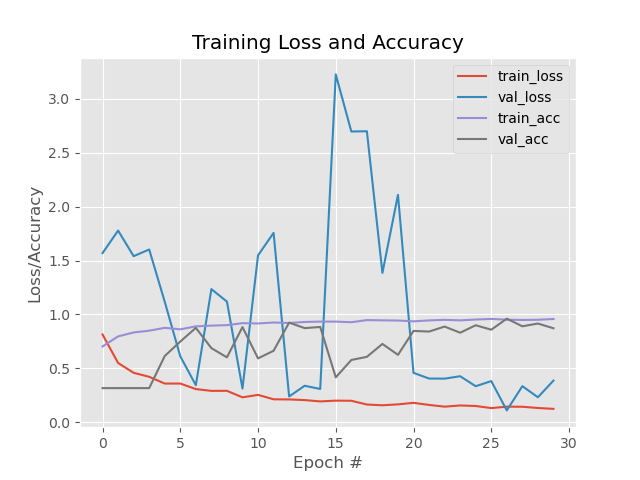 Training Loss and Accuracy
train_loss
val_loss
train_acc
val_acc
Loss/Accuracy
3.0
2.5
2.0
1.5
1.0
0.5
0.0
0 5 10 15 20 25 30
Epoch #